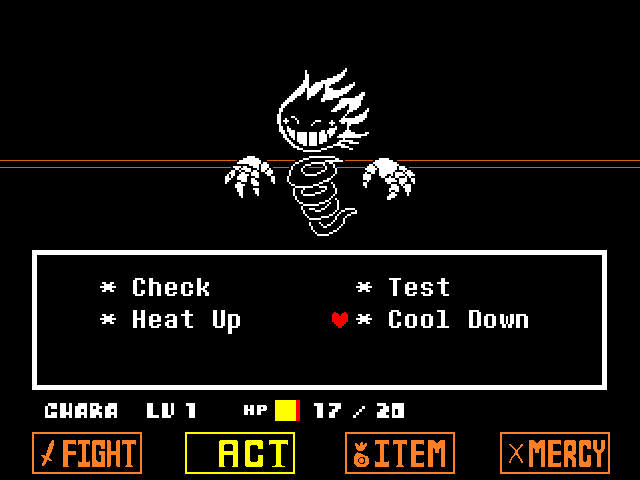 * Check * Test
* Heat Up * Cool Down
CHARA LV 1 HP 17 / 20
FIGHT ACT ITEM MERCY